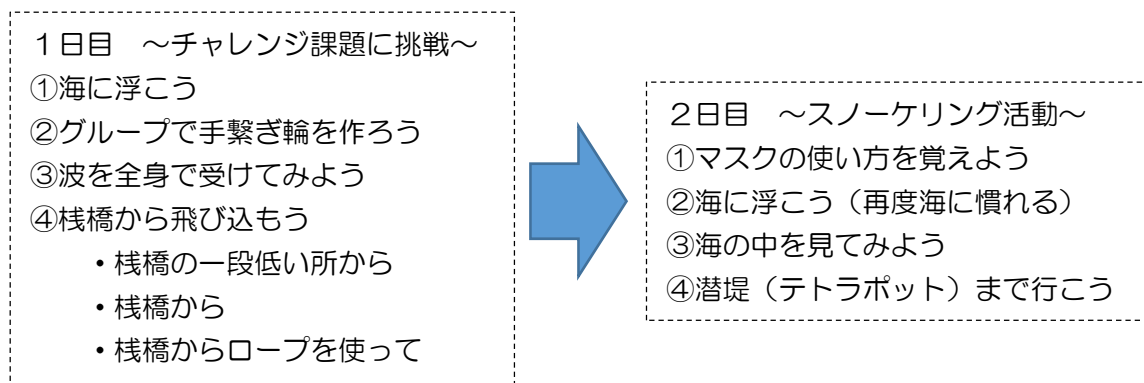 １日目　～チャレンジ課題に挑戦～
①海に浮こう
②グループで手繋ぎ輪を作ろう
③波を全身で受けてみよう
④桟橋から飛び込もう
・桟橋の一段低い所から
・桟橋から
・桟橋からロープを使って
２日目　～スノーケリング活動～
①マスクの使い方を覚えよう
②海に浮こう（再度海に慣れる）
③海の中を見てみよう
④潜堤（テトラポット）まで行こう